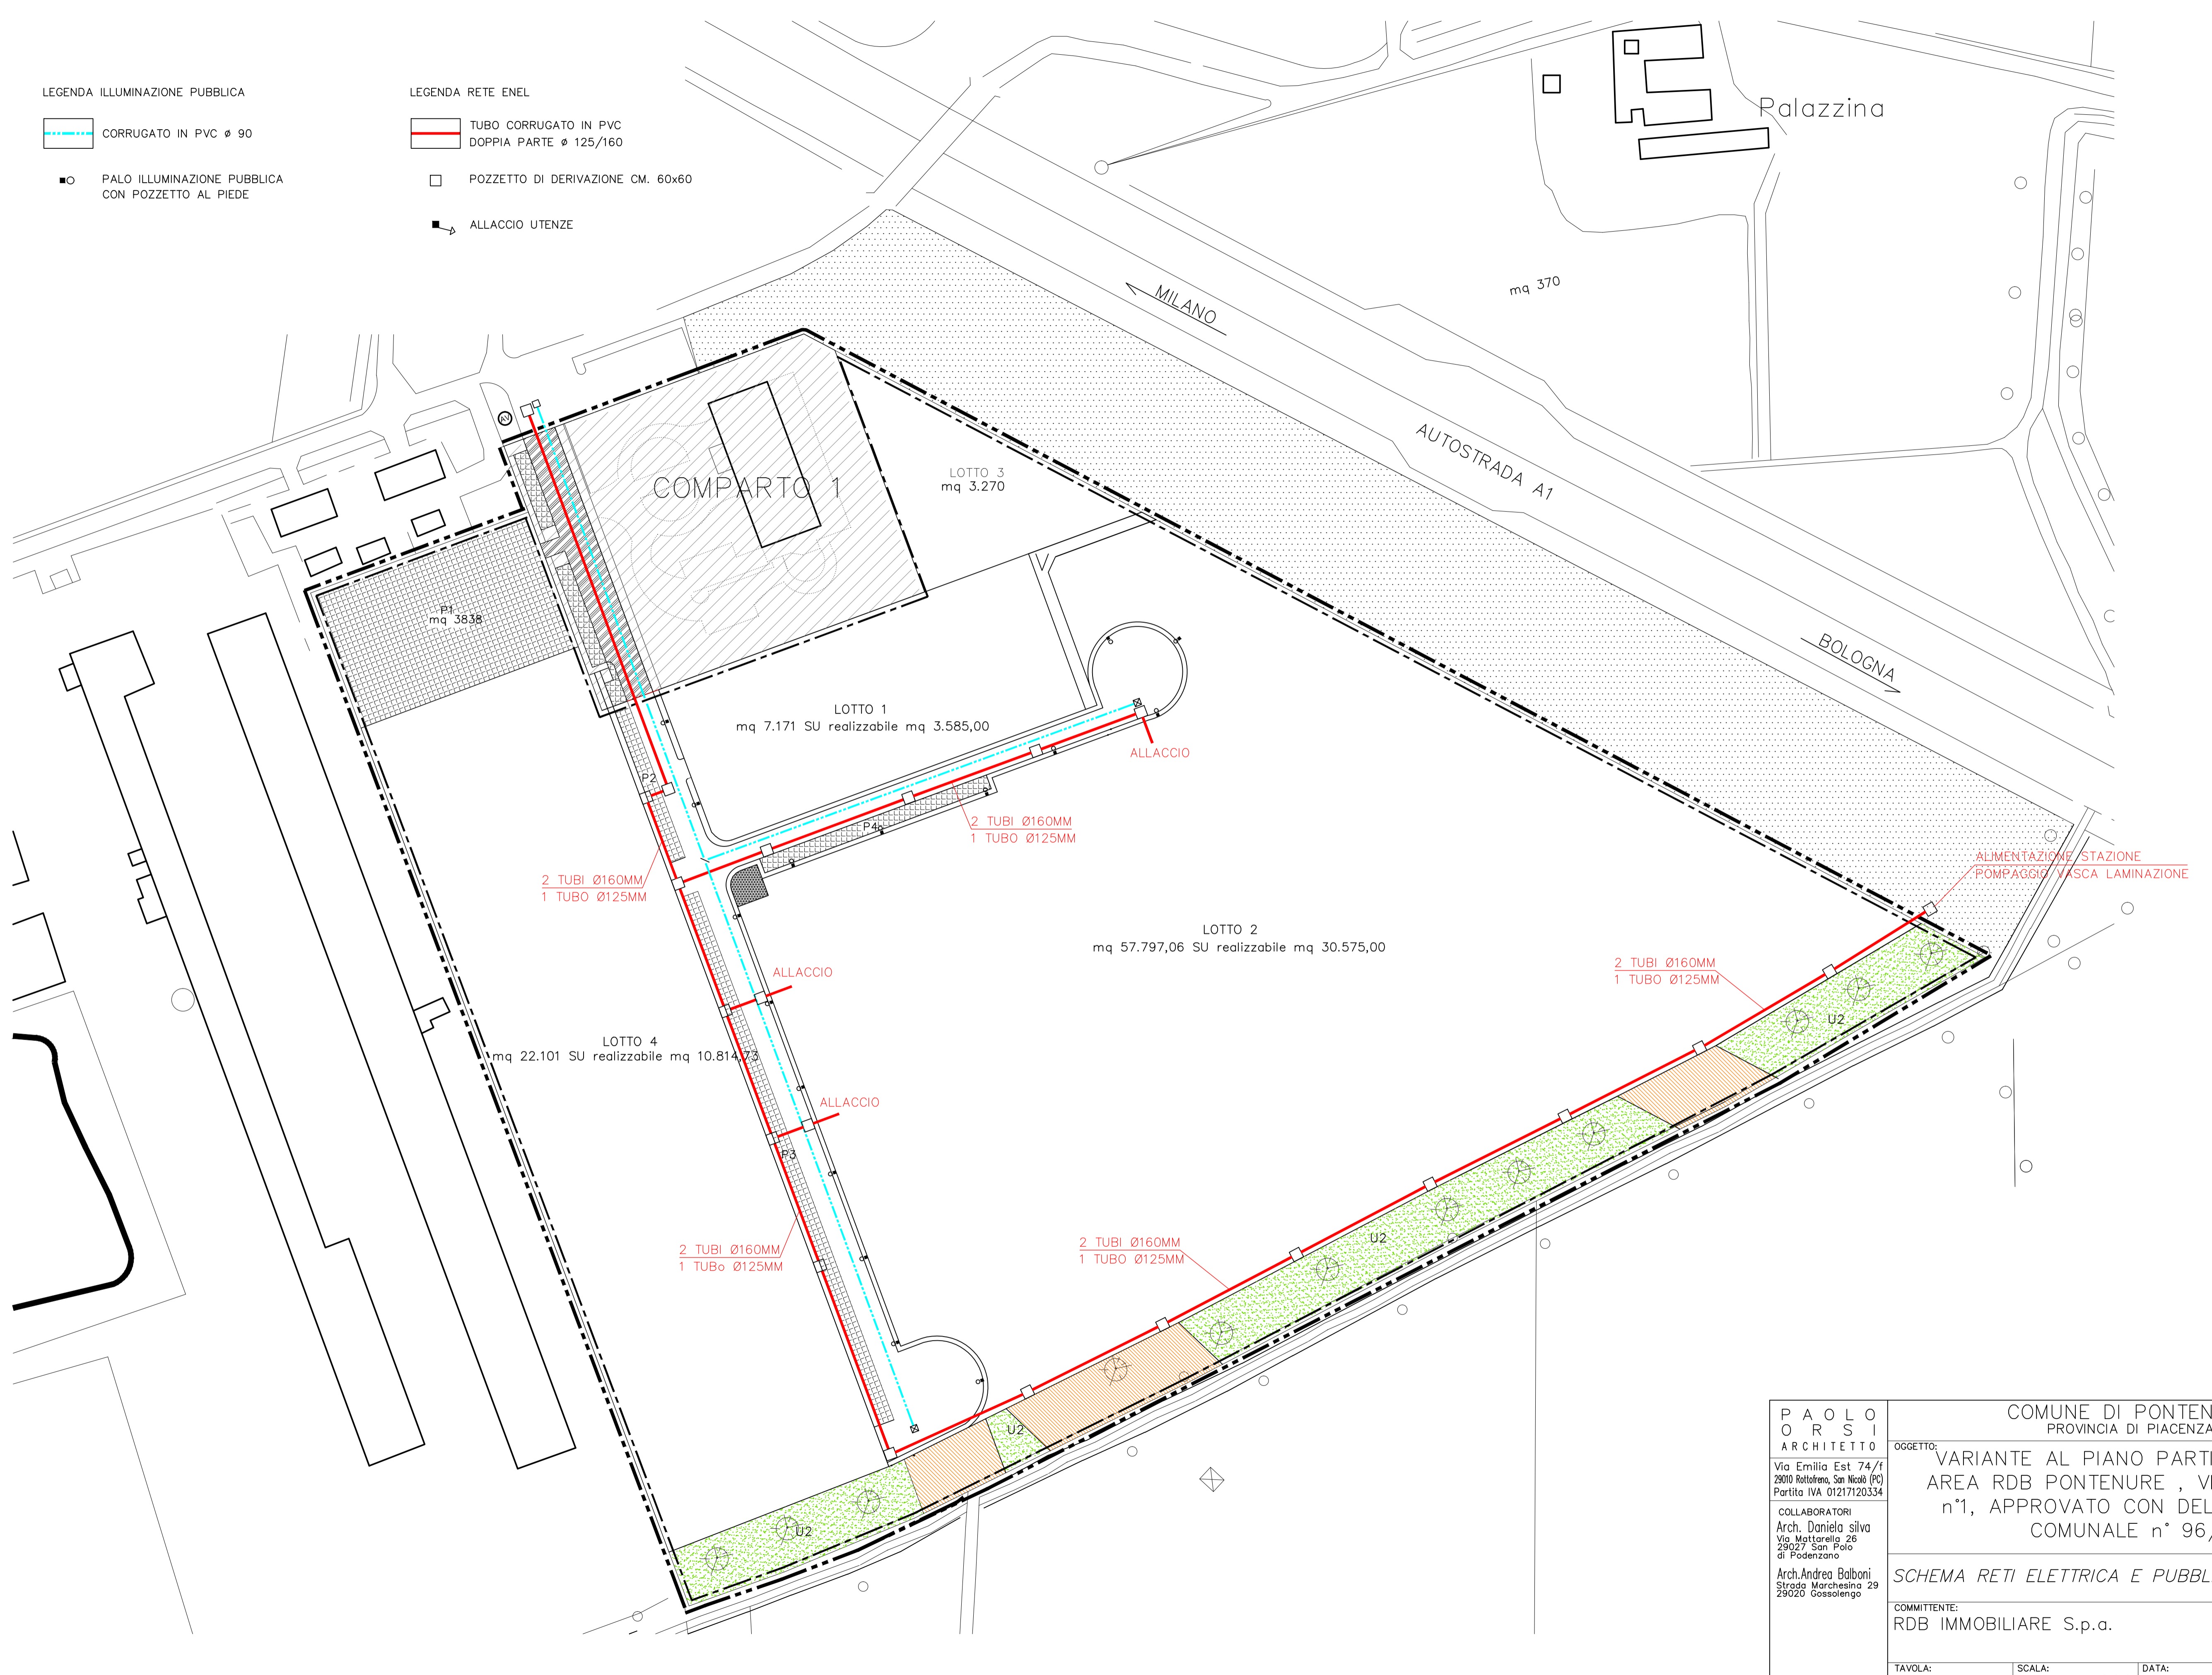 LEGENDA ILLUMINAZIONE PUBBLICA
CORRUGATO IN PVC ø 90
PALO ILLUMINAZIONE PUBBLICA
CON POZZETTO AL PIEDE
LEGENDA RETE ENEL
TUBO CORRUGATO IN PVC
DOPPIA PARTE ø 125/160
POZZETTO DI DERIVAZIONE CM. 60x60
ALLACCIO UTENZE
Palazzina
mq 370
MILANO
AUTOSTRADA A1
BOLOGNA
AV
COMPARTO 1
LOTTO 3
mq 3.270
P1
mq 3838
LOTTO 1
mq 7.171 SU realizzabile mq 3.585,00
ALLACCIO
P2
P4
2 TUBI Ø160MM
1 TUBO Ø125MM
2 TUBI Ø160MM
1 TUBO Ø125MM
ALIMENTAZIONE STAZIONE
POMPAGGIO VASCA LAMINAZIONE
LOTTO 2
mq 57.797,06 SU realizzabile mq 30.575,00
ALLACCIO
2 TUBI Ø160MM
1 TUBO Ø125MM
U2
LOTTO 4
mq 22.101 SU realizzabile mq 10.814,73
ALLACCIO
P3
2 TUBI Ø160MM
1 TUBo Ø125MM
2 TUBI Ø160MM
1 TUBO Ø125MM
U2
U2
U2
PAOLO
ORSI
ARCHITETTO
Via Emilia Est 74/f
29010 Rottofreno, San Nicolò (PC)
Partita IVA 01217120334
COLLABORATORI
Arch. Daniela silva
Via Mattarella 26
29027 San Polo
di Podenzano
Arch.Andrea Balboni
Strada Marchesina 29
29020 Gossolengo
COMUNE DI PONTEN
PROVINCIA DI PIACENZA
OGGETTO:
VARIANTE AL PIANO PARTI
AREA RDB PONTENURE , VI
n°1, APPROVATO CON DEL
COMUNALE n° 96/
SCHEMA RETI ELETTRICA E PUBBL
COMMITTENTE:
RDB IMMOBILIARE S.p.a.
TAVOLA:
SCALA:
DATA: